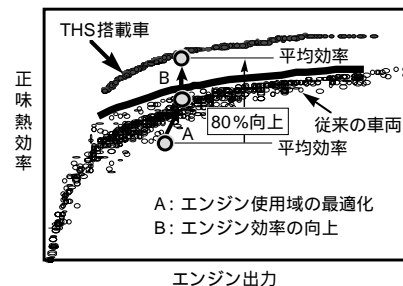 THS搭載車
平均効率
B
正味熱効率
80％向上
従来の車両
A
平均効率
A：エンジン使用域の最適化
B：エンジン効率の向上
エンジン出力